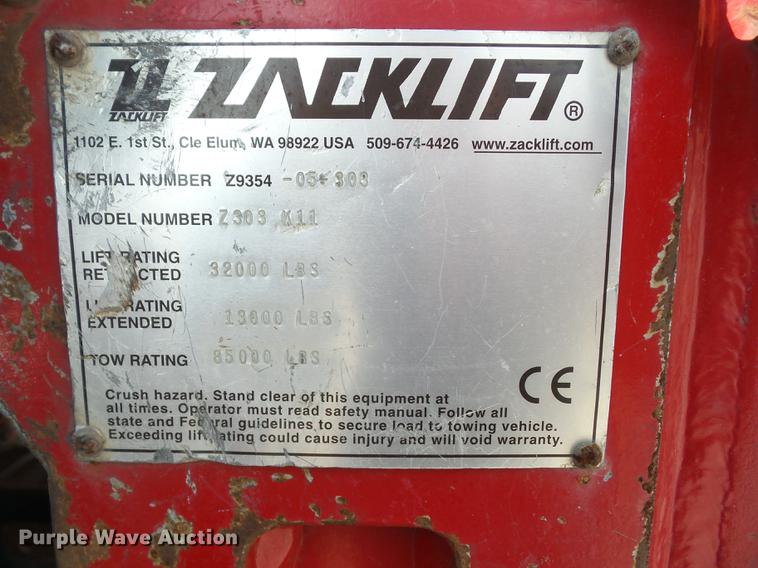 ZACKLIFT
ZACKLIFT®
1102 E. 1st St., Cle Elum, WA 98922 USA 509-674-4426 www.zacklift.com
SERIAL NUMBER Z9354 -05-303
MODEL NUMBER Z303 K11
LIFT RATING
RETRACTED 32000 LBS
LIFT RATING
EXTENDED 13000 LBS
TOW RATING 85000 LBS
CE
Crush hazard. Stand clear of this equipment at
all times. Operator must read safety manual. Follow all
state and Federal guidelines to secure load to towing vehicle.
Exceeding lift rating could cause injury and will void warranty.
Purple Wave Auction